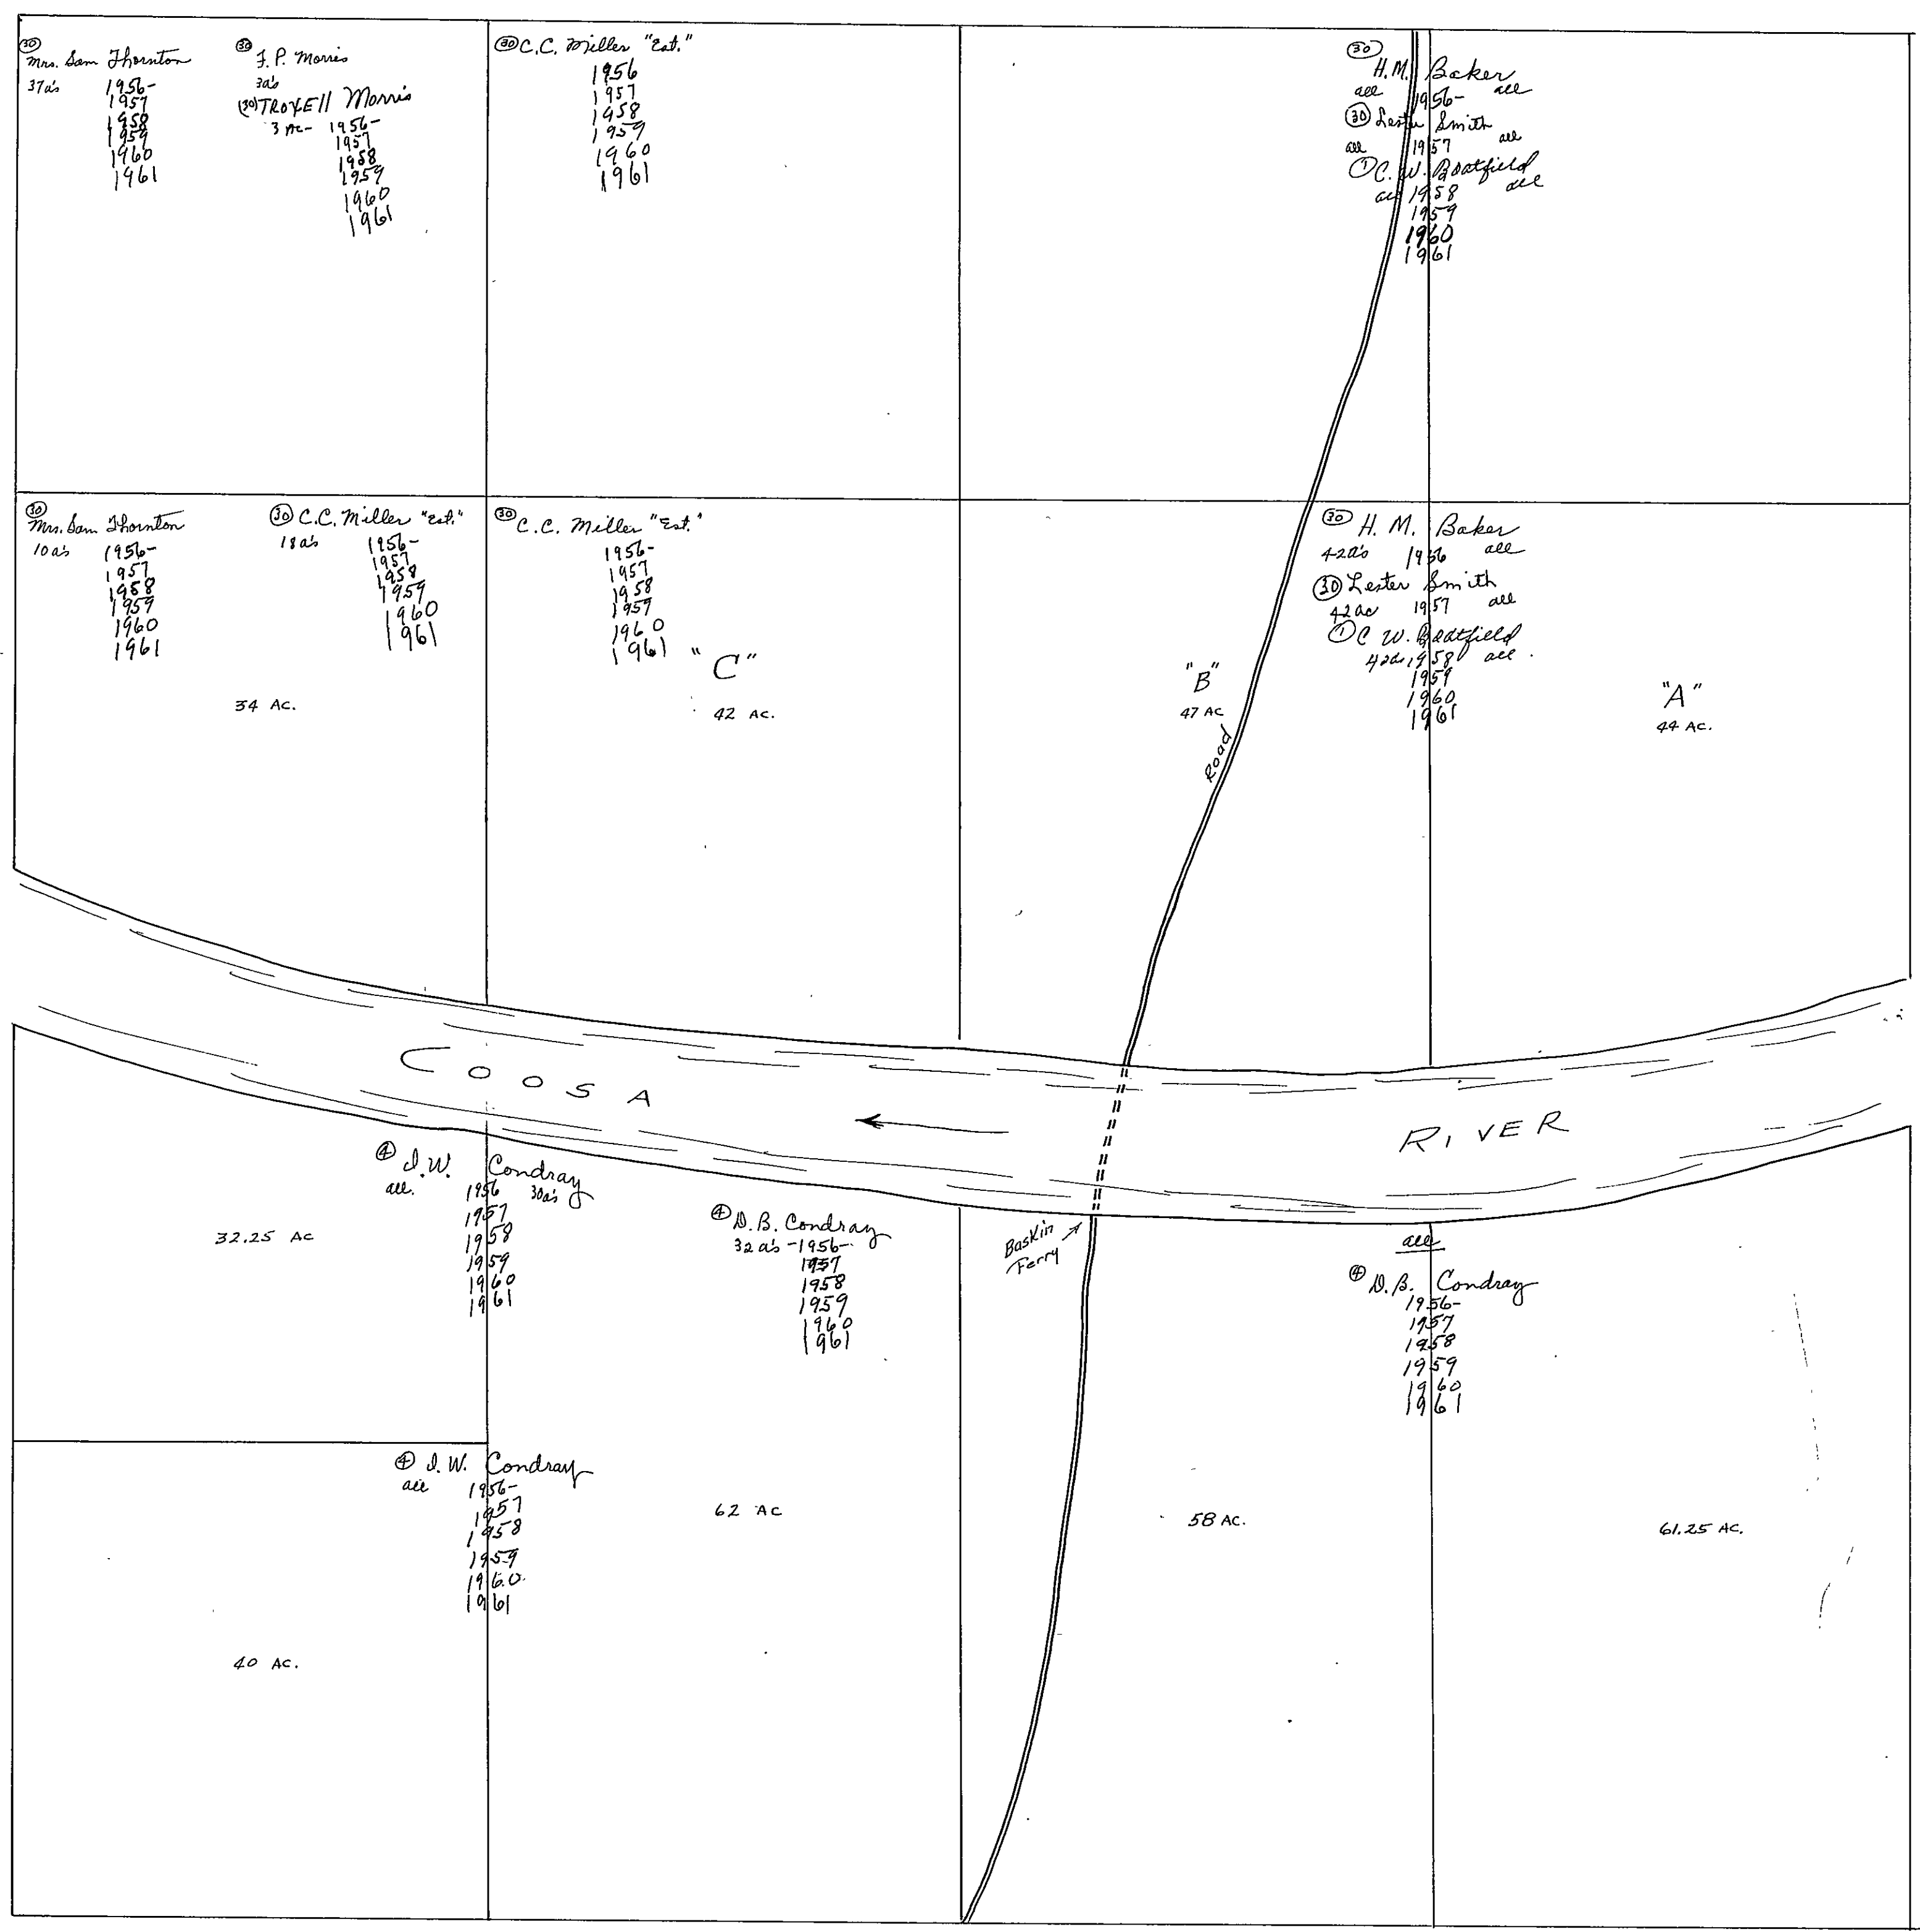 (30)
Mrs. Sam Thornton
37a's 1956-
1957
1958
1959
1960
1961
(30)
F. P. Morris
3a's
(30) TROXEll Morris
3 Ac- 1956-
1957
1958
1959
1960
1961
(30) C.C. Miller "Est."
1956
1957
1958
1959
1960
1961
(30)
H.M. Baker
all 1956- all
(30) Lester Smith
all 1957 all
(1) C. W. Boatfield
all 1958 all
1959
1960
1961
(30)
Mrs. Sam Thornton
10a's 1956-
1957
1958
1959
1960
1961
(30) C.C. Miller "Est."
18a's 1956-
1957
1958
1959
1960
1961
34 AC.
(30) C.C. Miller "Est."
1956-
1957
1958
1959
1960
1961
"C"
42 AC.
"B"
47 AC
Road
(30) H. M. Baker
42a's 1956 all
(30) Lester Smith
42ac 1957 all
(1) C W. Boatfield
42a's 1958 all
1959
1960
1961
"A"
44 AC.
COOSA RIVER
(4) I.W. Condray
all. 1956 30a's
1957
1958
1959
1960
1961
32.25 AC
(4) D.B. Condray
32a's -1956-
1957
1958
1959
1960
1961
Baskin
Ferry
all
(4) D.B. Condray
1956-
1957
1958
1959
1960
1961
(4) I.W. Condray
all 1956-
1957
1958
1959
1960
1961
40 AC.
62 AC
58 AC.
61.25 AC.